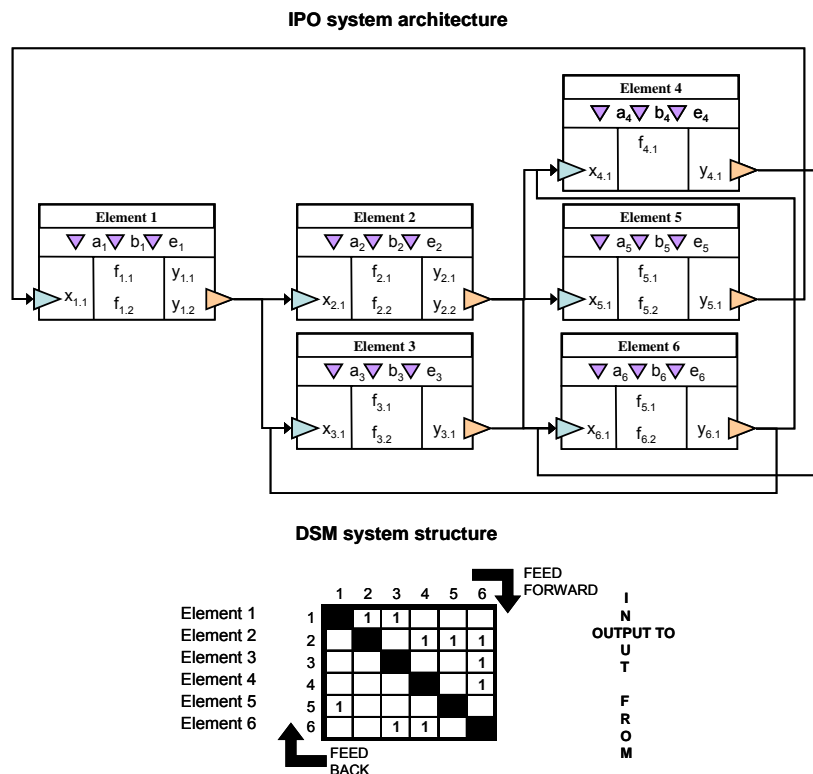 IPO system architecture
Element 4
a4 b4 e4
f4.1
x4.1 y4.1
Element 1
a1 b1 e1
f1.1 y1.1
x1.1 f1.2 y1.2
Element 2
a2 b2 e2
f2.1 y2.1
x2.1 f2.2 y2.2
Element 5
a5 b5 e5
f5.1
x5.1 f5.2 y5.1
Element 3
a3 b3 e3
f3.1
x3.1 f3.2 y3.1
Element 6
a6 b6 e6
f5.1
x6.1 f6.2 y6.1
DSM system structure
FEED
FORWARD
1 2 3 4 5 6
Element 1 1 1 1
Element 2 2 1 1 1
Element 3 3 1
Element 4 4 1
Element 5 5 1
Element 6 6 1 1
FEED
BACK
OUTPUT TO
INPUT FROM